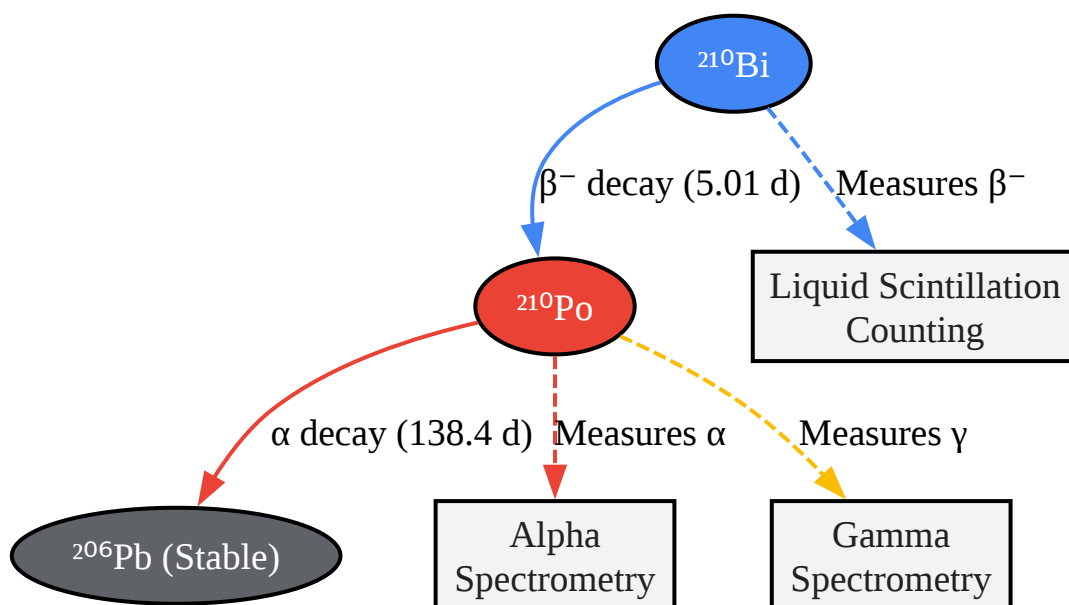 ²¹⁰Bi
β⁻ decay (5.01 d)
Measures β⁻
²¹⁰Po
Liquid Scintillation
Counting
α decay (138.4 d)
Measures α
Measures γ
²⁰⁶Pb (Stable)
Alpha
Spectrometry
Gamma
Spectrometry